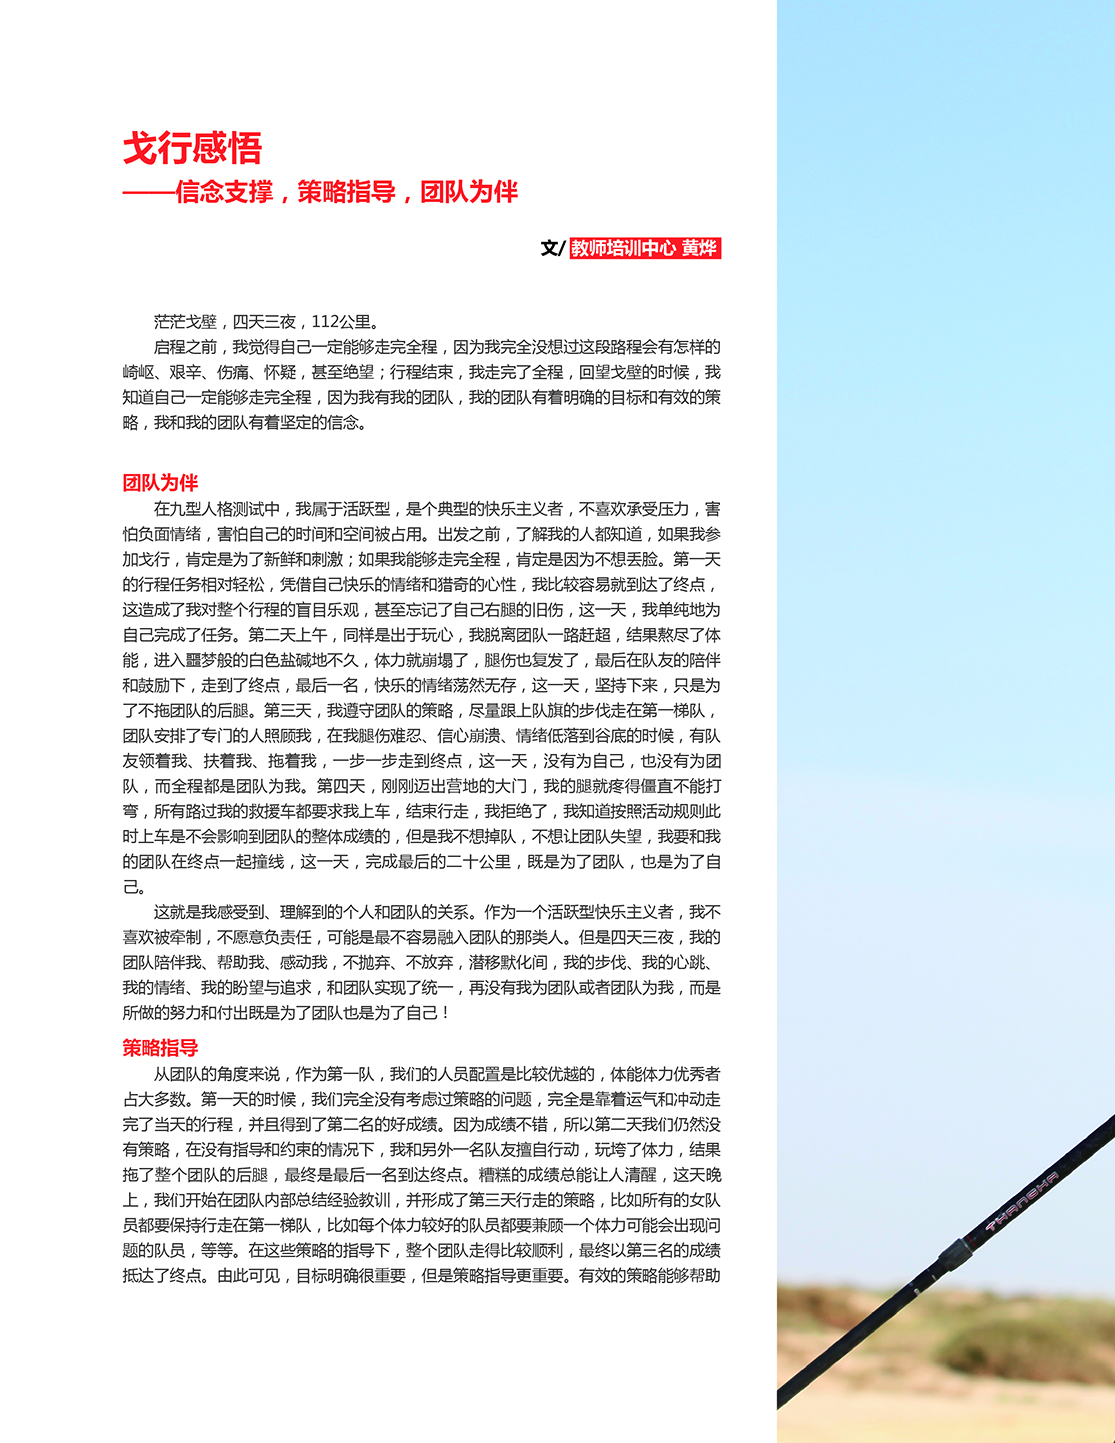 戈行感悟
——信念支撑，策略指导，团队为伴
文/ 教师培训中心 黄烨
茫茫戈壁，四天三夜，112公里。
启程之前，我觉得自己一定能够走完全程，因为我完全没想过这段路程会有怎样的
崎岖、艰辛、伤痛、怀疑，甚至绝望；行程结束，我走完了全程，回望戈壁的时候，我
知道自己一定能够走完全程，因为我有我的团队，我的团队有着明确的目标和有效的策
略，我和我的团队有着坚定的信念。
团队为伴
在九型人格测试中，我属于活跃型，是个典型的快乐主义者，不喜欢承受压力，害
怕负面情绪，害怕自己的时间和空间被占用。出发之前，了解我的人都知道，如果我参
加戈行，肯定是为了新鲜和刺激；如果我能够走完全程，肯定是因为不想丢脸。第一天
的行程任务相对轻松，凭借自己快乐的情绪和猎奇的心性，我比较容易就到达了终点，
这造成了我对整个行程的盲目乐观，甚至忘记了自己右腿的旧伤，这一天，我单纯地为
自己完成了任务。第二天上午，同样是出于玩心，我脱离团队一路赶超，结果熬尽了体
能，进入噩梦般的白色盐碱地不久，体力就崩塌了，腿伤也复发了，最后在队友的陪伴
和鼓励下，走到了终点，最后一名，快乐的情绪荡然无存，这一天，坚持下来，只是为
了不拖团队的后腿。第三天，我遵守团队的策略，尽量跟上队旗的步伐走在第一梯队，
团队安排了专门的人照顾我，在我腿伤难忍、信心崩溃、情绪低落到谷底的时候，有队
友领着我、扶着我、拖着我，一步一步走到终点，这一天，没有为自己，也没有为团
队，而全程都是团队为我。第四天，刚刚迈出营地的大门，我的腿就疼得僵直不能打
弯，所有路过我的救援车都要求我上车，结束行走，我拒绝了，我知道按照活动规则此
时上车是不会影响到团队的整体成绩的，但是我不想掉队，不想让团队失望，我要和我
的团队在终点一起撞线，这一天，完成最后的二十公里，既是为了团队，也是为了自
己。
这就是我感受到、理解到的个人和团队的关系。作为一个活跃型快乐主义者，我不
喜欢被牵制，不愿意负责任，可能是最不容易融入团队的那类人。但是四天三夜，我的
团队陪伴我、帮助我、感动我，不抛弃、不放弃，潜移默化间，我的步伐、我的心跳、
我的情绪、我的盼望与追求，和团队实现了统一，再没有我为团队或者团队为我，而是
所做的努力和付出既是为了团队也是为了自己！
策略指导
从团队的角度来说，作为第一队，我们的人员配置是比较优越的，体能体力优秀者
占大多数。第一天的时候，我们完全没有考虑过策略的问题，完全是靠着运气和冲动走
完了当天的行程，并且得到了第二名的好成绩。因为成绩不错，所以第二天我们仍然没
有策略，在没有指导和约束的情况下，我和另外一名队友擅自行动，玩垮了体力，结果
拖了整个团队的后腿，最终是最后一名到达终点。糟糕的成绩总能让人清醒，这天晚
上，我们开始在团队内部总结经验教训，并形成了第三天行走的策略，比如所有的女队
员都要保持行走在第一梯队，比如每个体力较好的队员都要兼顾一个体力可能会出现问
题的队员，等等。在这些策略的指导下，整个团队走得比较顺利，最终以第三名的成绩
抵达了终点。由此可见，目标明确很重要，但是策略指导更重要。有效的策略能够帮助
THANSHA